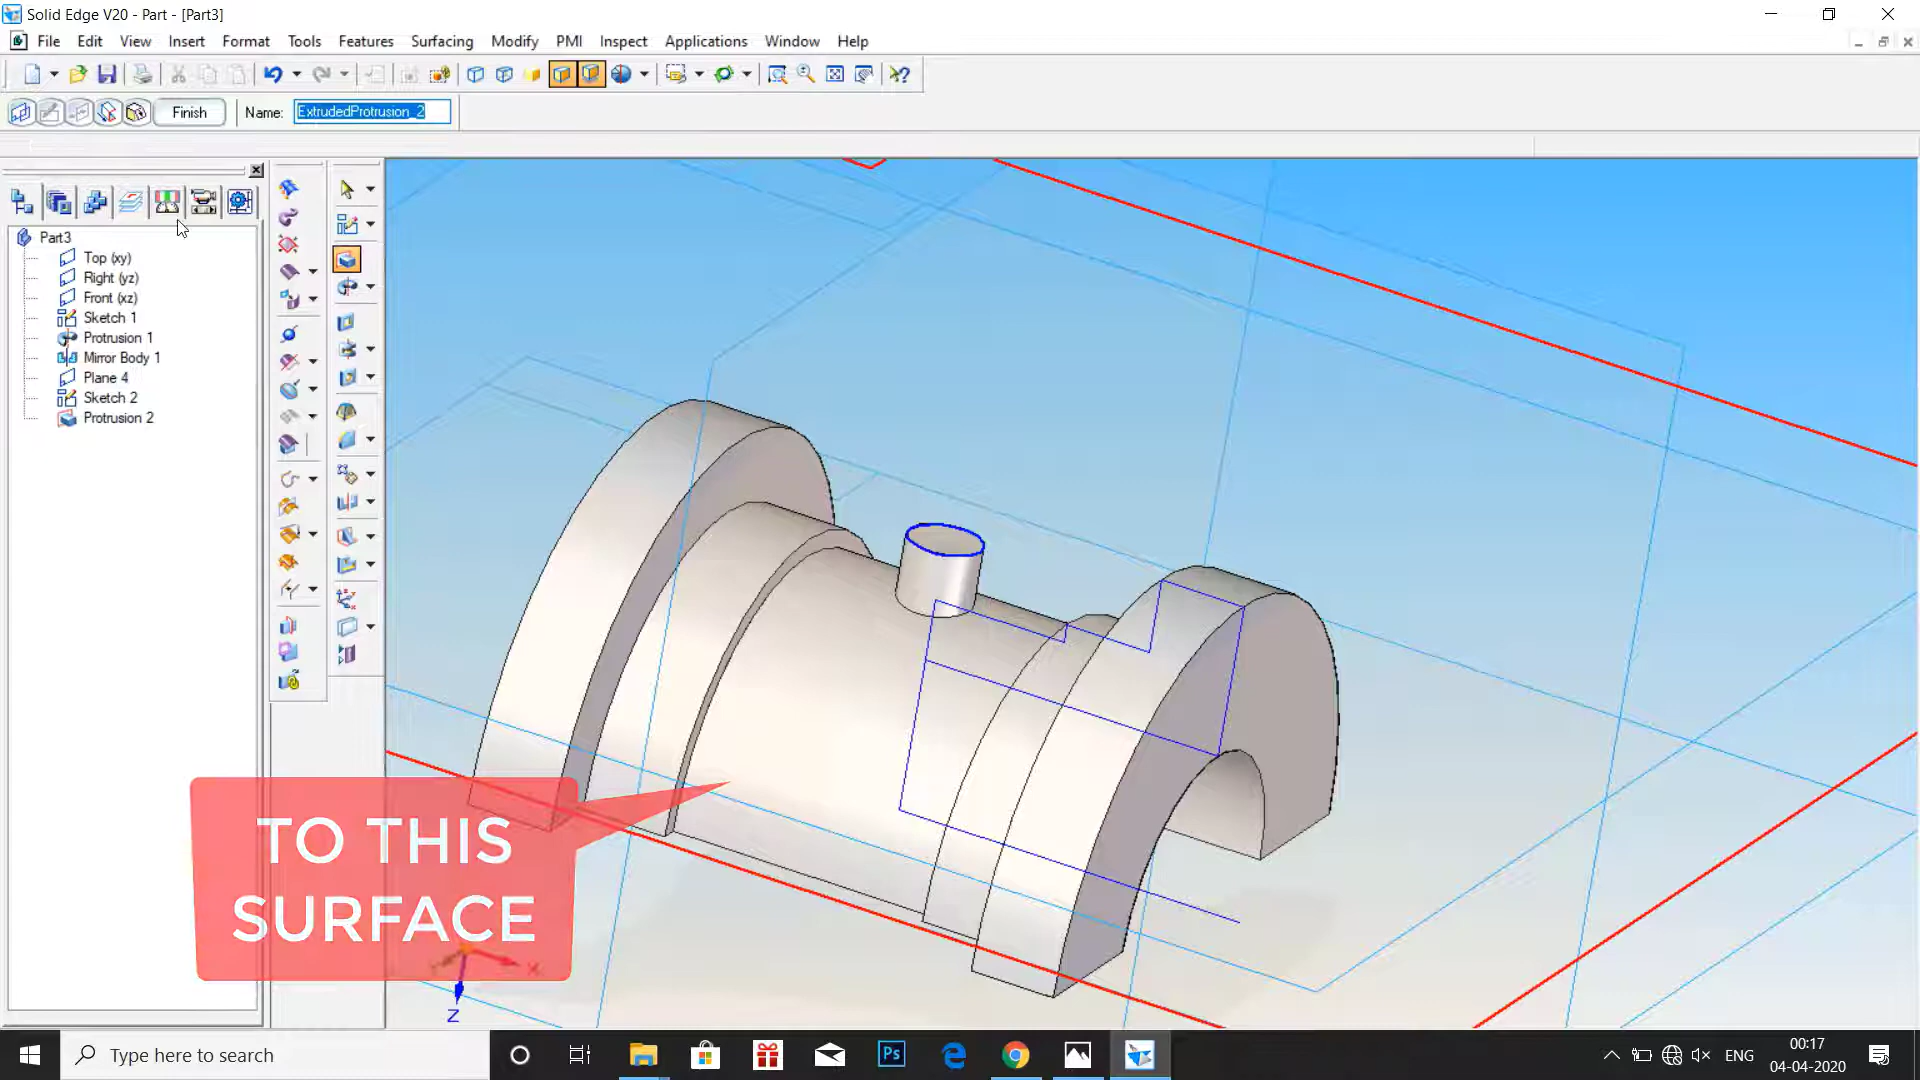 Solid Edge V20 - Part - [Part3]
File Edit View Insert Format Tools Features Surfacing Modify PMI Inspect Applications Window Help
Finish Name: ExtrudedProtrusion_2
Part3
Top (xy)
Right (yz)
Front (xz)
Sketch 1
Protrusion 1
Mirror Body 1
Plane 4
Sketch 2
Protrusion 2
TO THIS
SURFACE
X
Z
Type here to search
Ps
ENG
00:17
04-04-2020